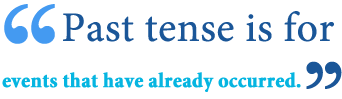 “Past tense is for
events that have already occurred.”